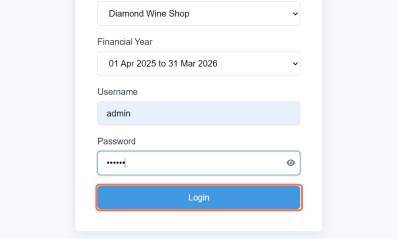 Diamond Wine Shop
Financial Year
01 Apr 2025 to 31 Mar 2026
Username
admin
Password
••••••
Login